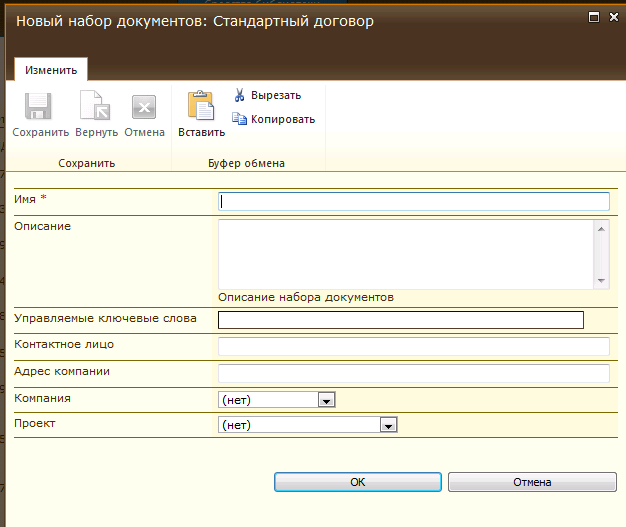 Новый набор документов: Стандартный договор
Изменить
Сохранить Вернуть Отмена Вставить Вырезать
Копировать
Сохранить Буфер обмена
Имя *
Описание
Описание набора документов
Управляемые ключевые слова
Контактное лицо
Адрес компании
Компания (нет)
Проект (нет)
OK Отмена